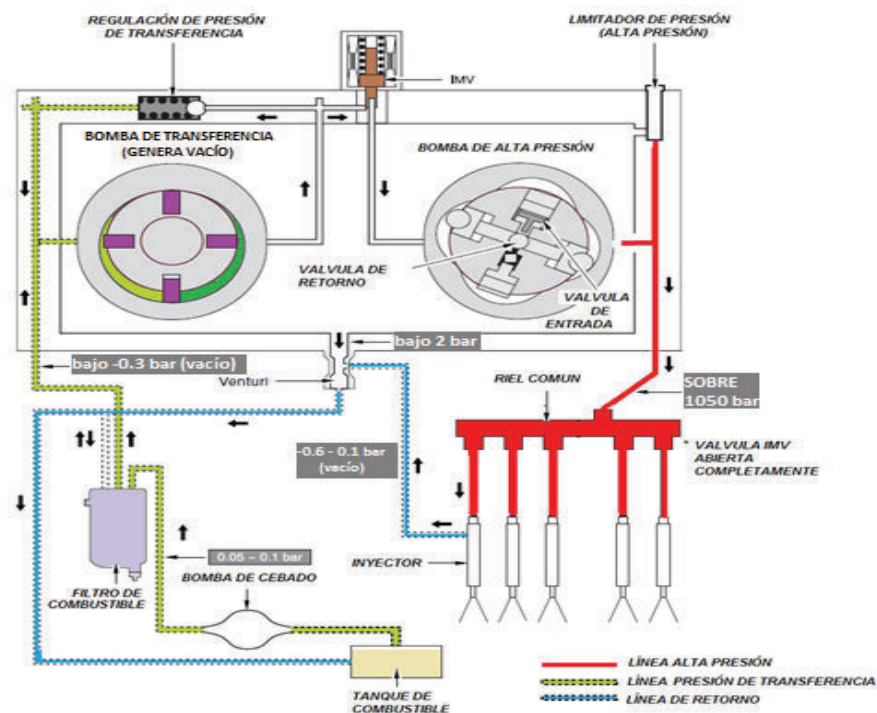 REGULACIÓN DE PRESIÓN
DE TRANSFERENCIA
LIMITADOR DE PRESIÓN
(ALTA PRESIÓN)
IMV
BOMBA DE TRANSFERENCIA
(GENERA VACÍO)
BOMBA DE ALTA PRESIÓN
VALVULA DE
RETORNO
VALVULA
DE
ENTRADA
bajo 2 bar
bajo -0.3 bar (vacío)
Venturi
RIEL COMUN
SOBRE
1050 bar
-0.6 - 0.1 bar
(vacío)
* VALVULA IMV
ABIERTA
COMPLETAMENTE
0.05 – 0.1 bar
INYECTOR
BOMBA DE CEBADO
FILTRO DE
COMBUSTIBLE
TANQUE DE
COMBUSTIBLE
LÍNEA ALTA PRESIÓN
LÍNEA PRESIÓN DE TRANSFERENCIA
LÍNEA DE RETORNO